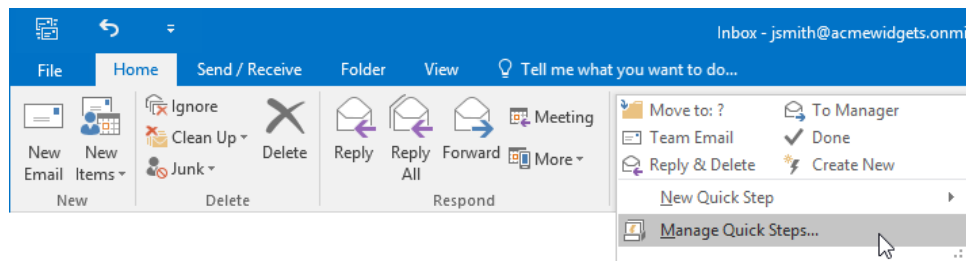 Inbox - jsmith@acmewidgets.onmi
File Home Send / Receive Folder View Tell me what you want to do...
New Email
New Items
Ignore
Clean Up
Junk
Delete
Reply
Reply All
Forward
Meeting
More
Move to: ? To Manager
Team Email Done
Reply & Delete Create New
New Quick Step
Manage Quick Steps...
New Delete Respond